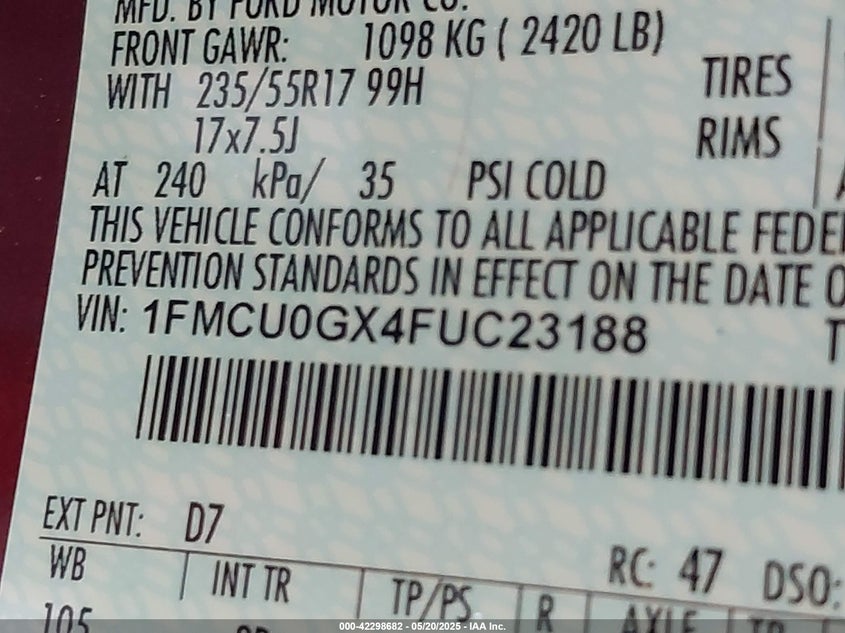 MFD. BY FORD MOTOR CO.
FRONT GAWR: 1098 KG ( 2420 LB)
WITH 235/55R17 99H TIRES
17x7.5J RIMS
AT 240 kPa/ 35 PSI COLD
THIS VEHICLE CONFORMS TO ALL APPLICABLE FEDE
PREVENTION STANDARDS IN EFFECT ON THE DATE O
VIN: 1FMCU0GX4FUC23188 T
EXT PNT: D7 RC: 47 DSO:
WB INT TR TP/PS R AXLE TR
105
000-42298682 - 05/20/2025 - IAA Inc.